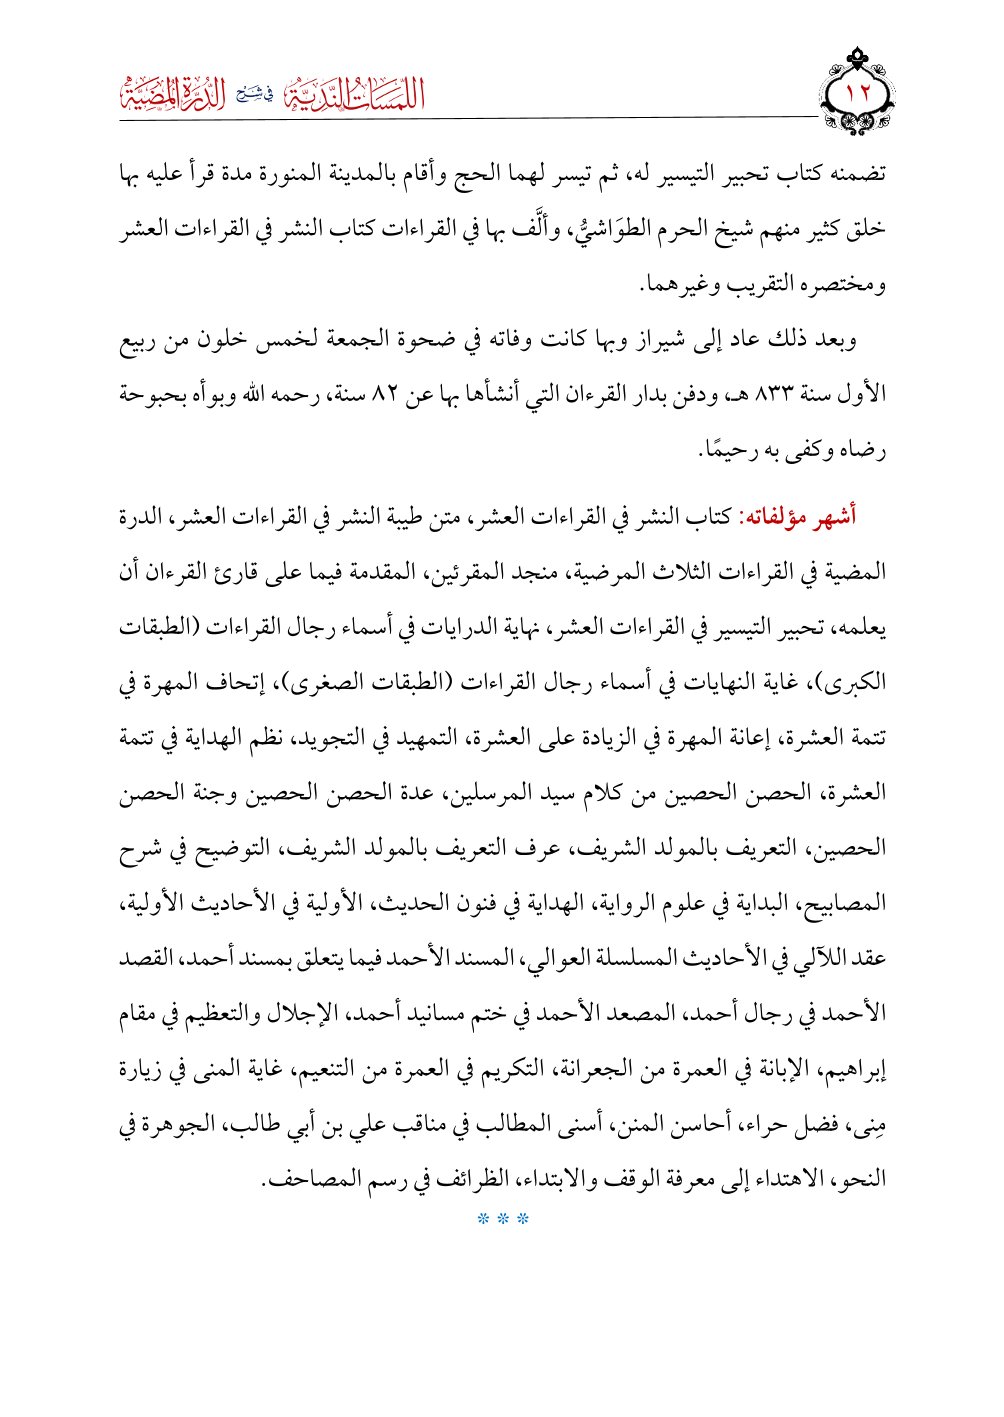 ١٢
اللمسات الندية في شرح الدرة المضية
تضمنه كتاب تحبير التيسير له، ثم تيسر لهما الحج وأقام بالمدينة المنورة مدة قرأ عليه بها
خلق كثير منهم شيخ الحرم الطوَاشيُّ، وألَّف بها في القراءات كتاب النشر في القراءات العشر
ومختصره التقريب وغيرهما.
وبعد ذلك عاد إلى شيراز وبها كانت وفاته في ضحوة الجمعة لخمس خلون من ربيع
الأول سنة ٨٣٣ هـ، ودفن بدار القرءان التي أنشأها بها عن ٨٢ سنة، رحمه الله وبوأه بحبوحة
رضاه وكفى به رحيمًا.
أشهر مؤلفاته: كتاب النشر في القراءات العشر، متن طيبة النشر في القراءات العشر، الدرة
المضية في القراءات الثلاث المرضية، منجد المقرئين، المقدمة فيما على قارئ القرءان أن
يعلمه، تحبير التيسير في القراءات العشر، نهاية الدرايات في أسماء رجال القراءات (الطبقات
الكبرى)، غاية النهايات في أسماء رجال القراءات (الطبقات الصغرى)، إتحاف المهرة في
تتمة العشرة، إعانة المهرة في الزيادة على العشرة، التمهيد في التجويد، نظم الهداية في تتمة
العشرة، الحصن الحصين من كلام سيد المرسلين، عدة الحصن الحصين وجنة الحصن
الحصين، التعريف بالمولد الشريف، عرف التعريف بالمولد الشريف، التوضيح في شرح
المصابيح، البداية في علوم الرواية، الهداية في فنون الحديث، الأولية في الأحاديث الأولية،
عقد اللآلي في الأحاديث المسلسلة العوالي، المسند الأحمد فيما يتعلق بمسند أحمد، القصد
الأحمد في رجال أحمد، المصعد الأحمد في ختم مسانيد أحمد، الإجلال والتعظيم في مقام
إبراهيم، الإبانة في العمرة من الجعرانة، التكريم في العمرة من التنعيم، غاية المنى في زيارة
مِنى، فضل حراء، أحاسن المنن، أسنى المطالب في مناقب علي بن أبي طالب، الجوهرة في
النحو، الاهتداء إلى معرفة الوقف والابتداء، الظرائف في رسم المصاحف.
* * *